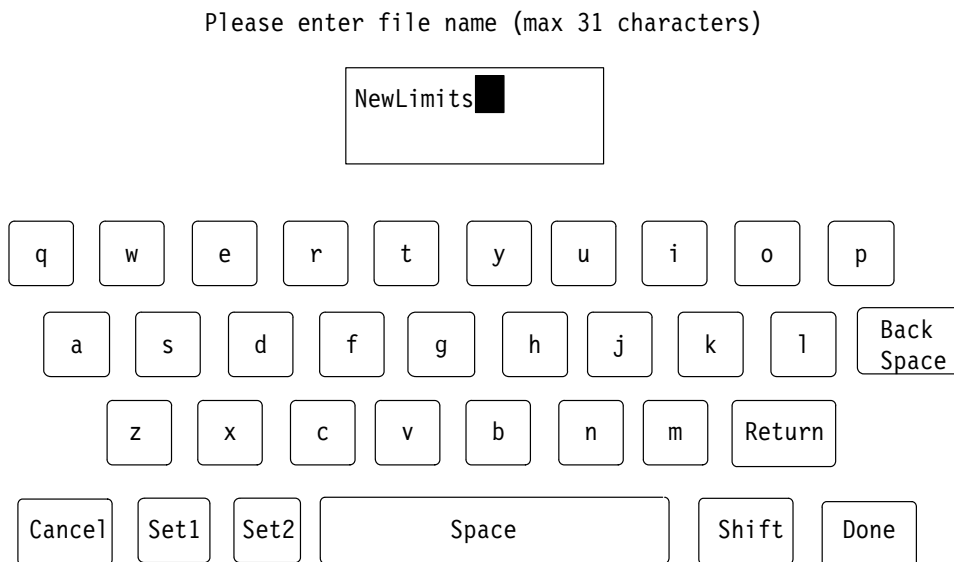 Please enter file name (max 31 characters)
NewLimits
q w e r t y u i o p
a s d f g h j k l Back Space
z x c v b n m Return
Cancel Set1 Set2 Space Shift Done